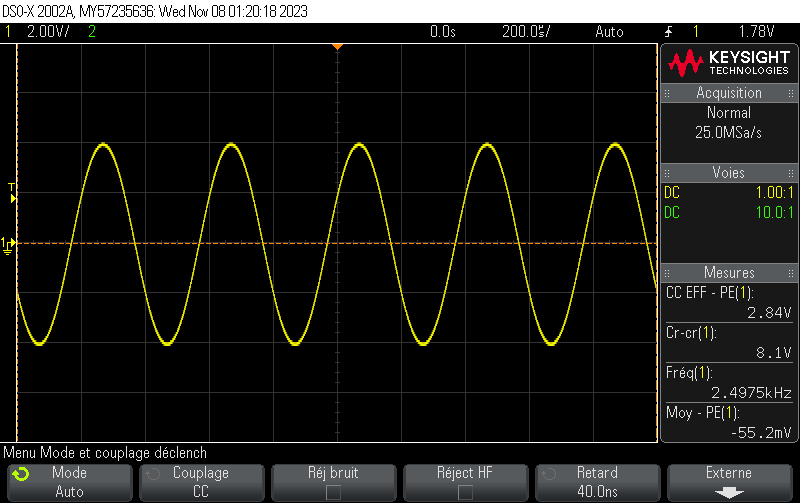 DSO-X 2002A, MY57235636: Wed Nov 08 01:20:18 2023
1 2.00V/ 2 0.0s 200.0µs/ Auto 1 1.78V
KEYSIGHT
TECHNOLOGIES
Acquisition
Normal
25.0MSa/s
Voies
DC 1.00:1
DC 10.0:1
Mesures
CC EFF - PE(1):
2.84V
Cr-cr(1):
8.1V
Fréq(1):
2.4975kHz
Moy - PE(1):
-55.2mV
T
1
Menu Mode et couplage déclench
Mode Couplage Réj bruit Réject HF Retard Externe
Auto CC 40.0ns